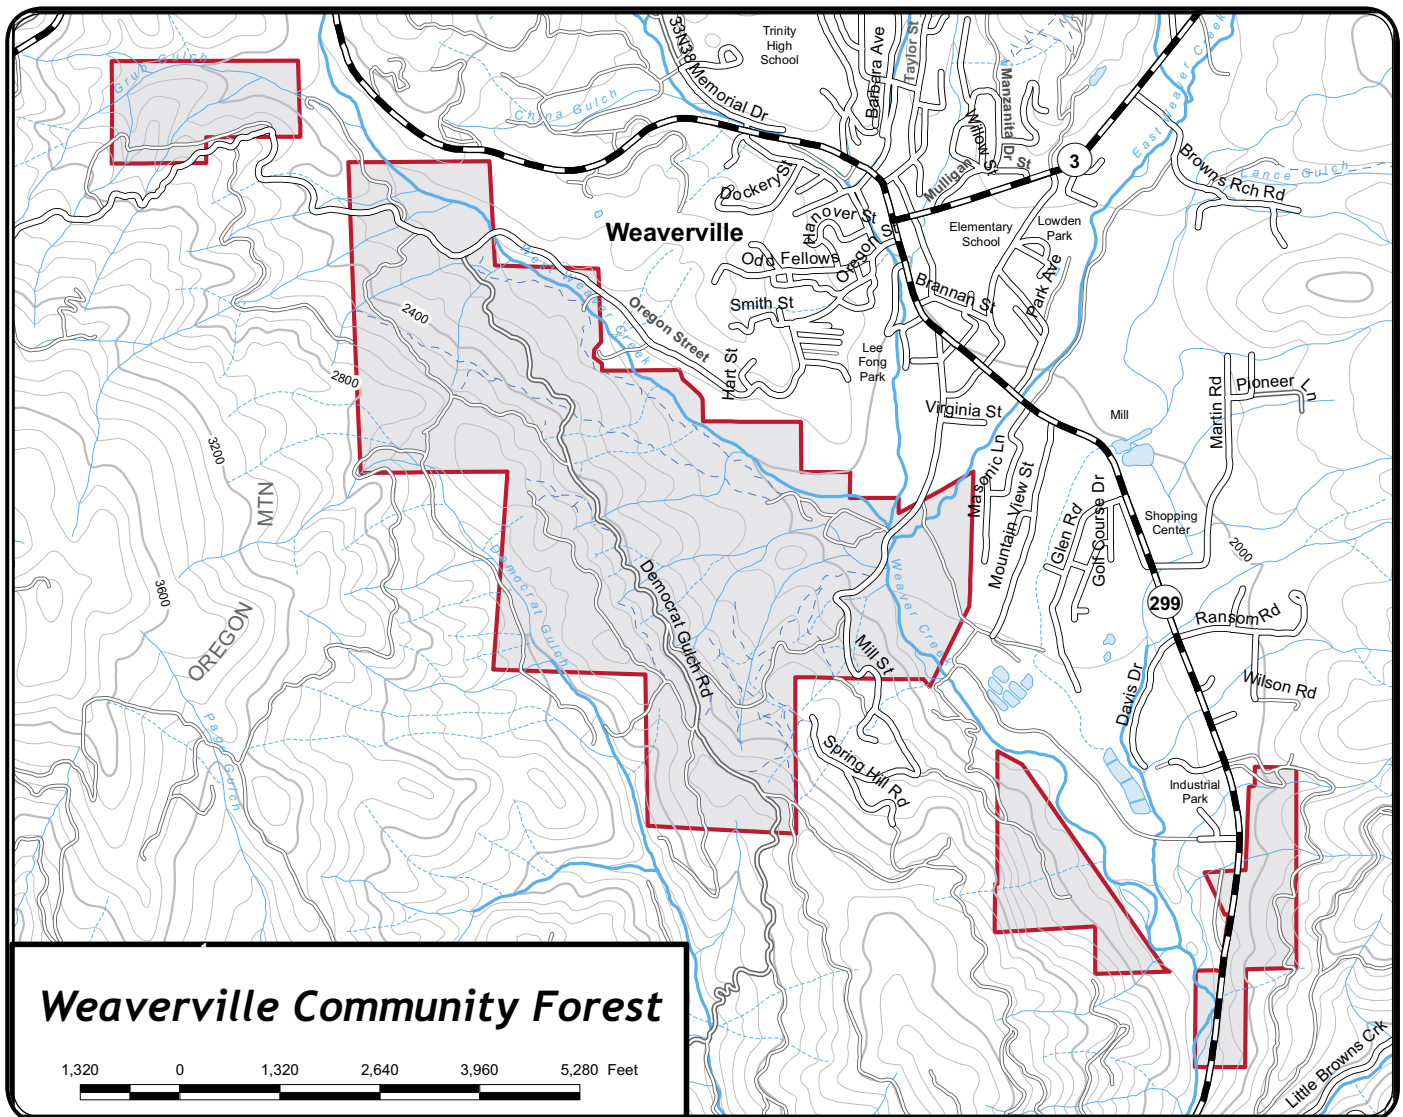 Grub Gulch
China Gulch
33N38
Memorial Dr
Trinity
High
School
Barbara Ave
Taylor St
Manzanita Dr
Willow St
Mulligan St
3
East Weaver Creek
Browns Rch Rd
Lance Gulch
Dockery St
Hanover St
Weaverville
Odd Fellows
Oregon St
Elementary
School
Lowden
Park
Park Ave
Brannan St
Smith St
West Weaver Creek
Oregon Street
Hart St
Lee
Fong
Park
2400
2800
3200
3600
MTN
OREGON
Virginia St
Mill
Martin Rd
Pioneer Ln
Masonic Ln
Mountain View St
Glen Rd
Golf Course Dr
Shopping
Center
2000
299
Ransom Rd
Wilson Rd
Davis Dr
Democrat Gulch
Democrat Gulch Rd
Weaver Creek
Mill St
Spring Hill Rd
Page Gulch
Industrial
Park
Little Browns Crk
Weaverville Community Forest
1,320 0 1,320 2,640 3,960 5,280 Feet